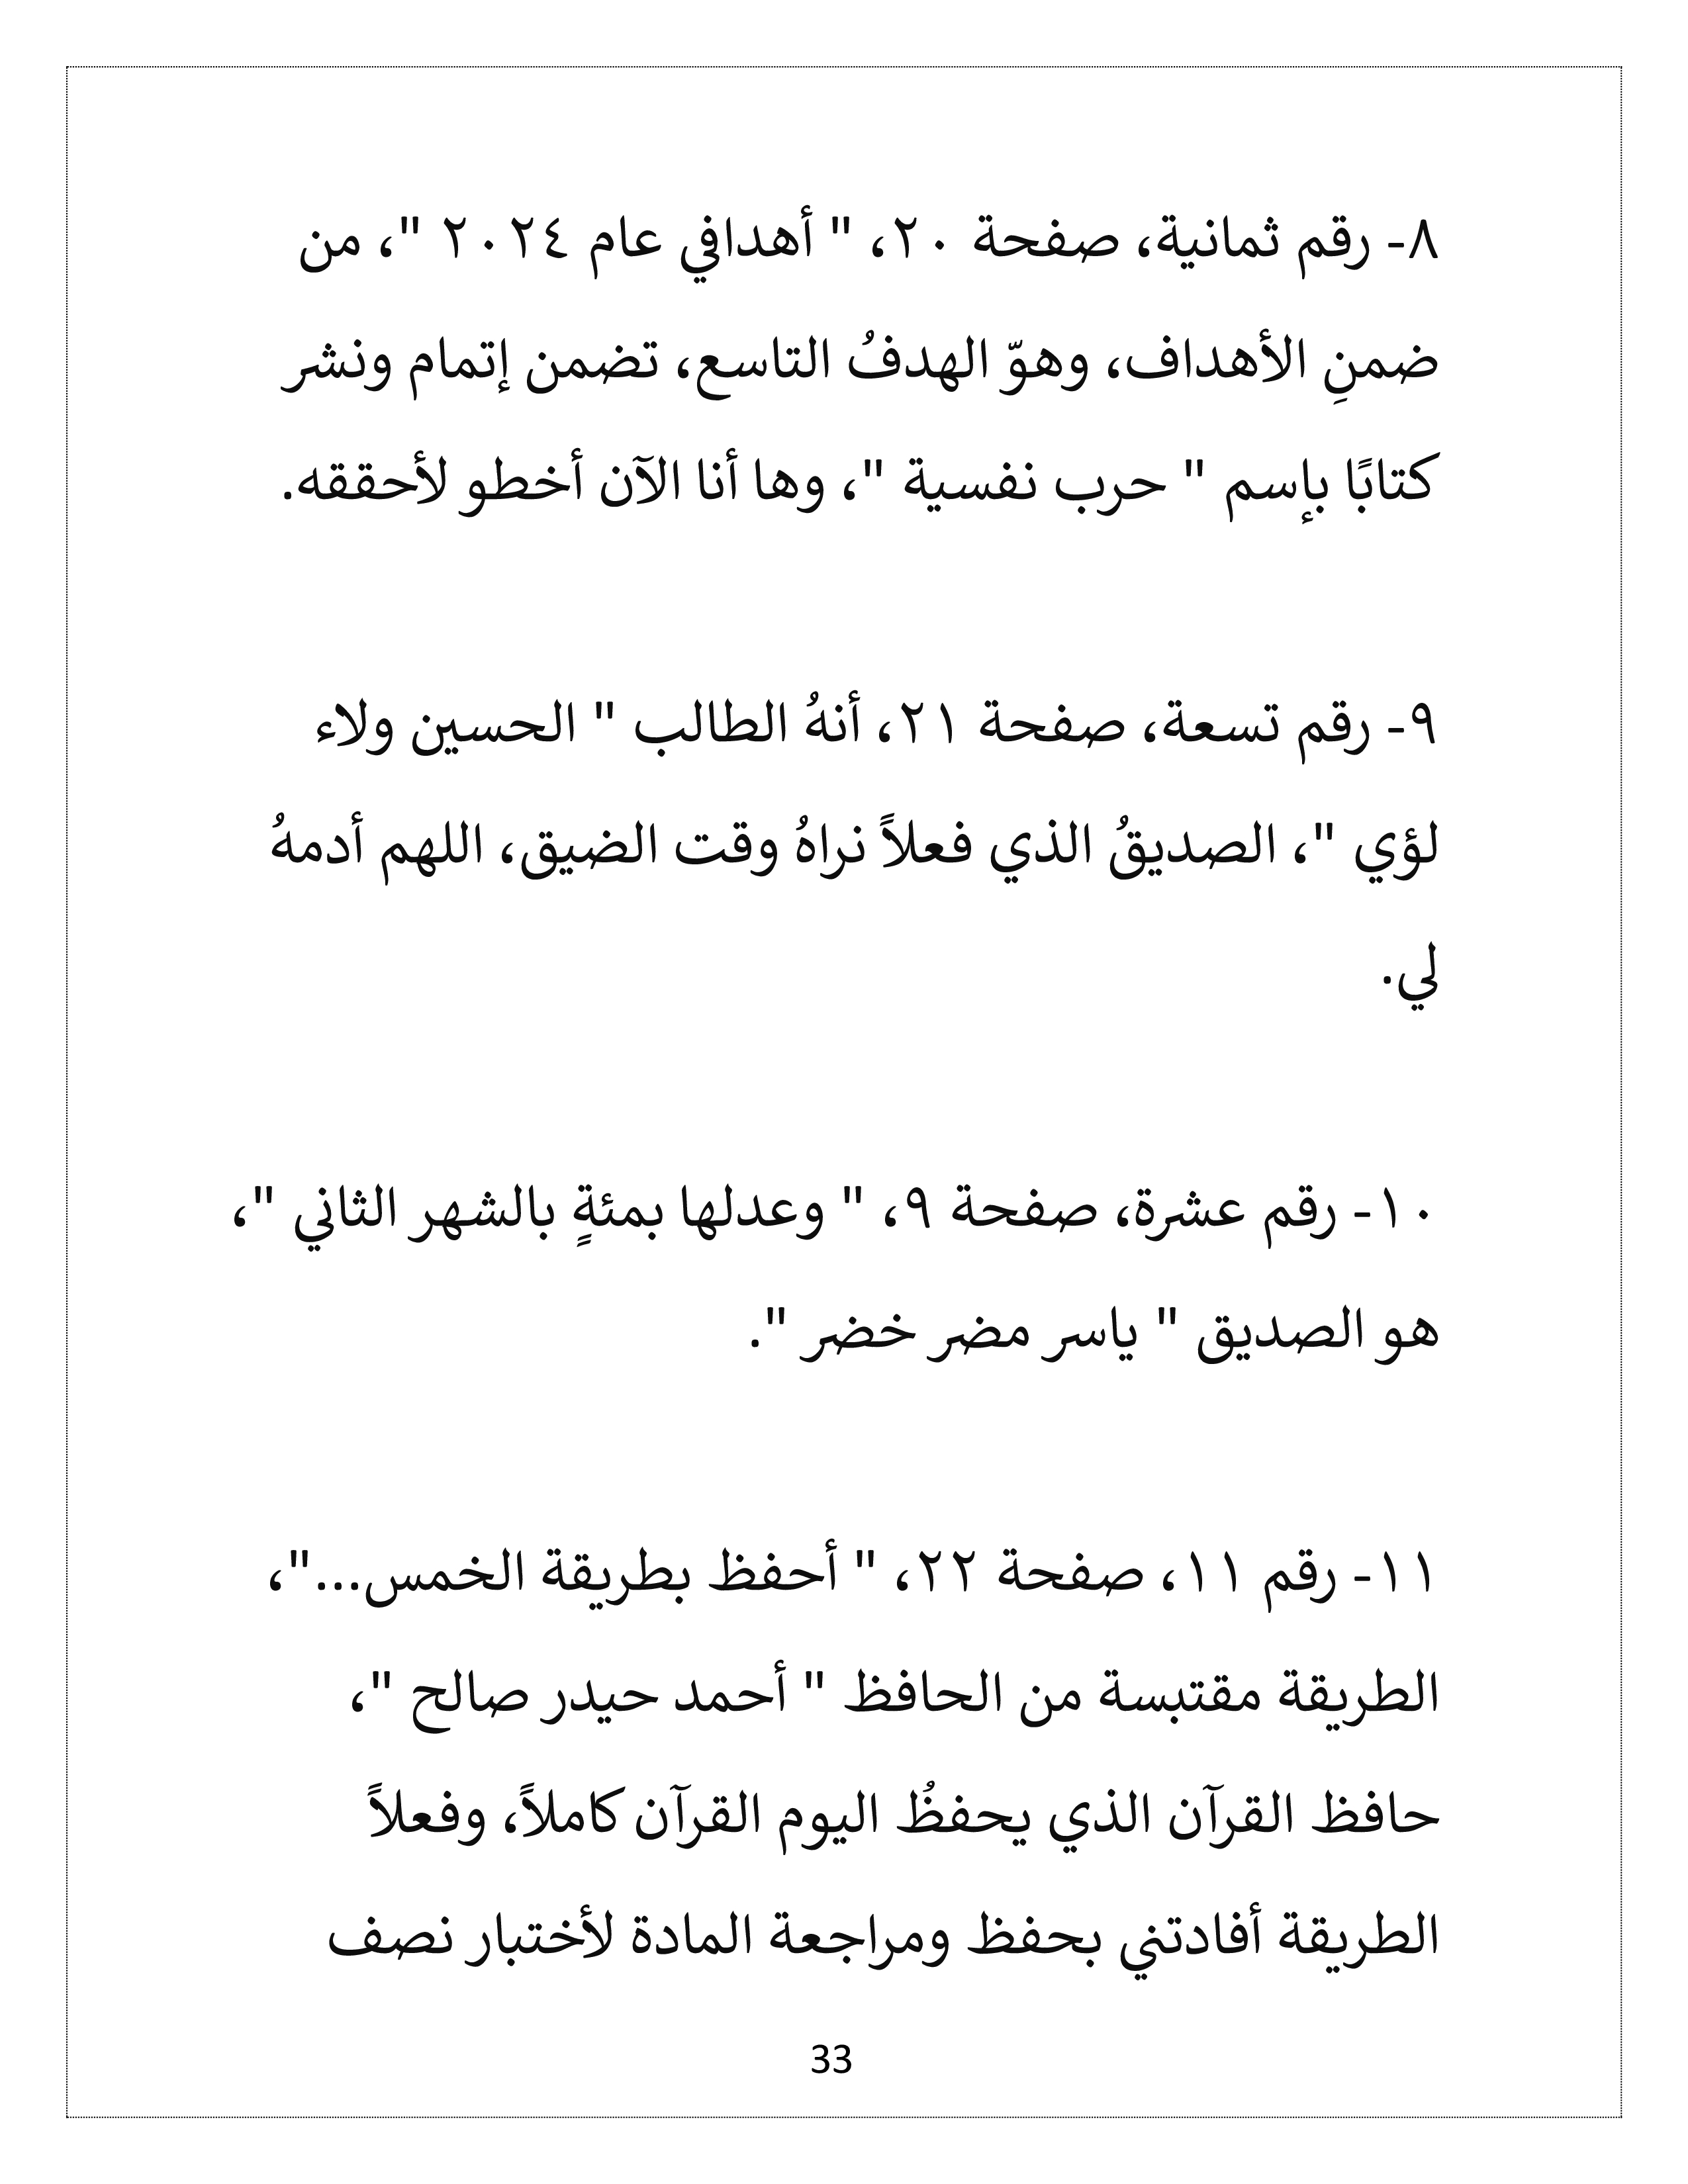 ٨- رقم ثمانية، صفحة ٢٠، " أهدافي عام ٢٠٢٤ "، من
ضمنِ الأهداف، وهوّ الهدفُ التاسع، تضمن إتمام ونشر
كتابًا بإسم " حرب نفسية "، وها أنا الآن أخطو لأحققه.
٩- رقم تسعة، صفحة ٢١، أنهُ الطالب " الحسين ولاء
لؤي "، الصديقُ الذي فعلاً نراهُ وقت الضيق، اللهم أدمهُ
لي.
١٠- رقم عشرة، صفحة ٩، " وعدلها بمئةٍ بالشهر الثاني "،
هو الصديق " ياسر مضر خضر ".
١١- رقم ١١، صفحة ٢٢، " أحفظ بطريقة الخمس..."،
الطريقة مقتبسة من الحافظ " أحمد حيدر صالح "،
حافظ القرآن الذي يحفظُ اليوم القرآن كاملاً، وفعلاً
الطريقة أفادتني بحفظ ومراجعة المادة لأختبار نصف
33